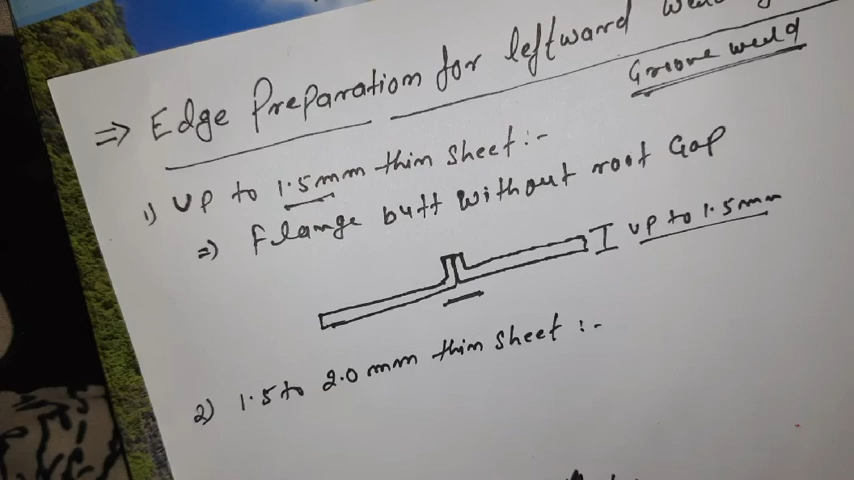 ⇒ Edge Preparation for leftward
Groove weld
1) UP to 1.5mm thin sheet :-
⇒) Flange butt without root Gap
I up to 1.5mm
2) 1.5 to 2.0 mm thin sheet :-